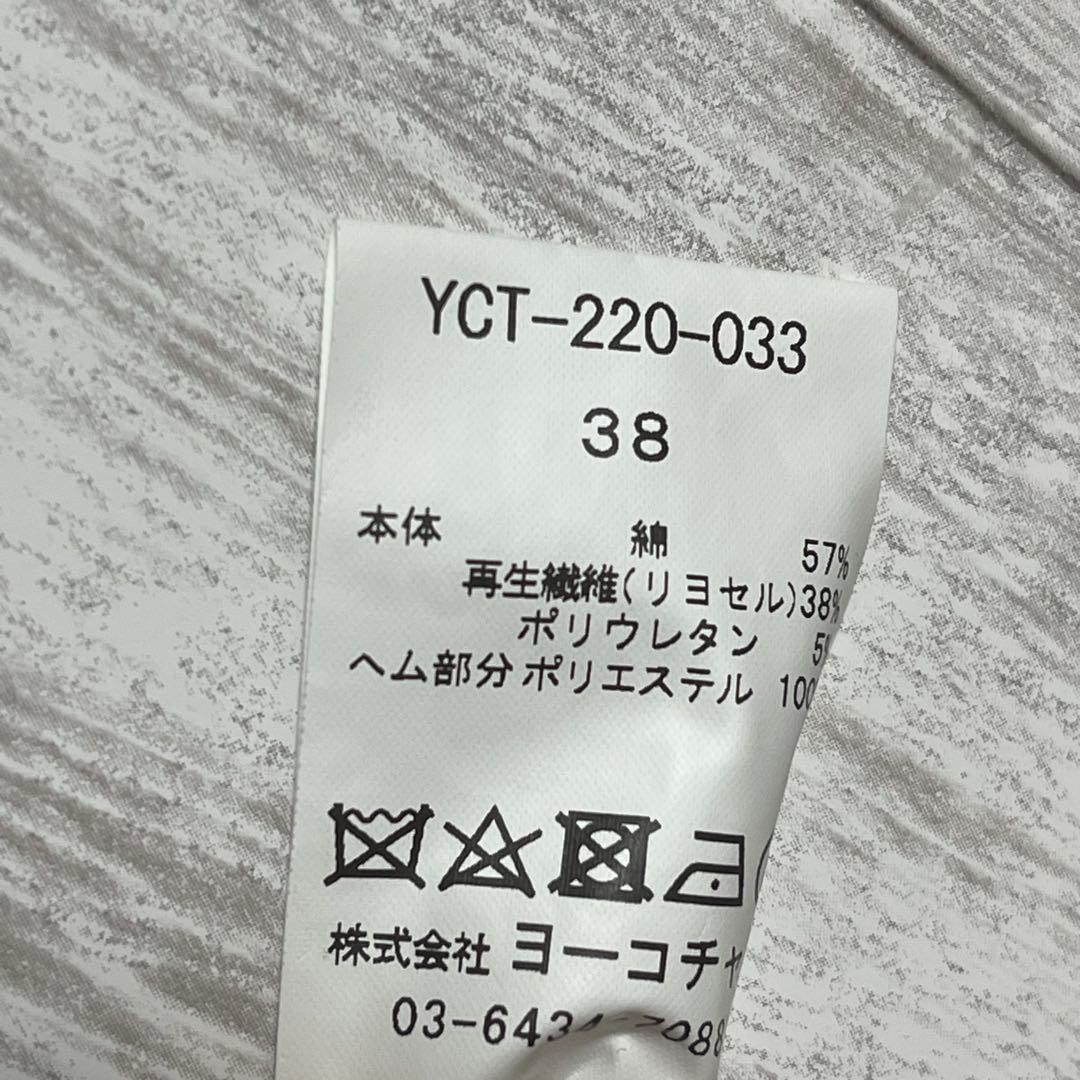 YCT-220-033
38
本体 綿 57%
再生繊維(リヨセル)38%
ポリウレタン 5%
ヘム部分 ポリエステル 100
株式会社 ヨーコチャ
03-643